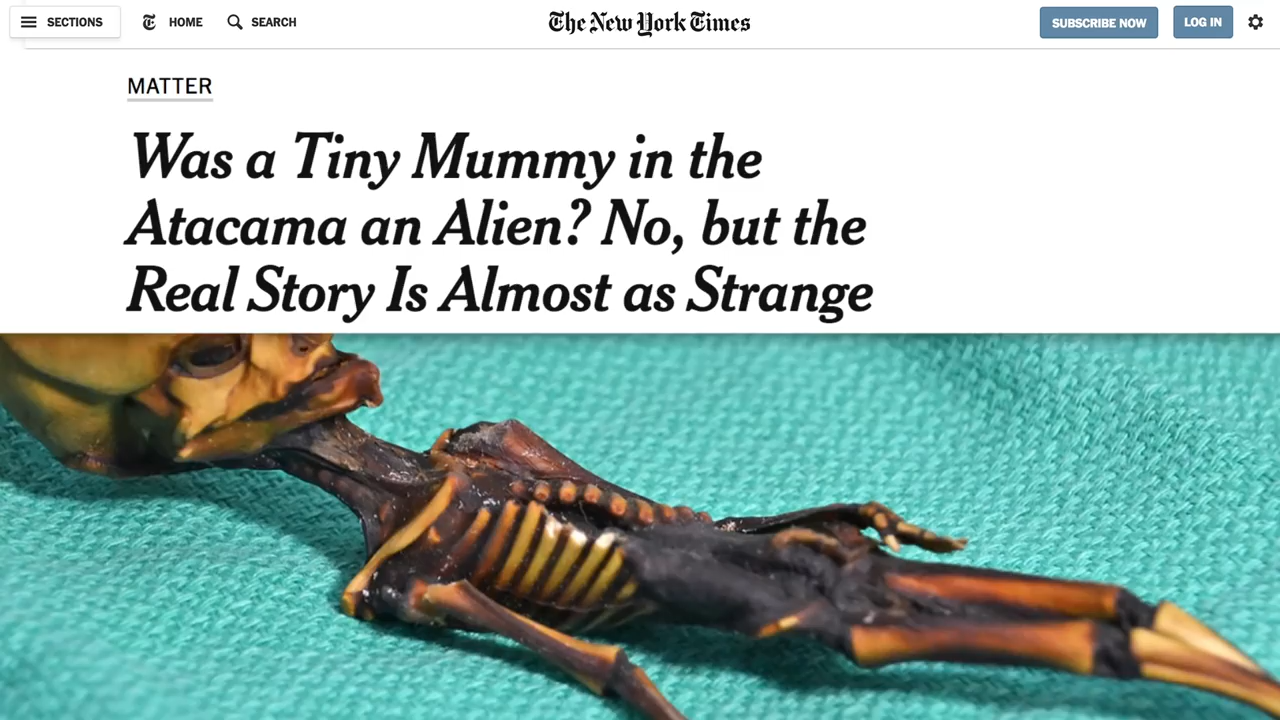 SECTIONS HOME SEARCH The New York Times SUBSCRIBE NOW LOG IN
MATTER
Was a Tiny Mummy in the
Atacama an Alien? No, but the
Real Story Is Almost as Strange